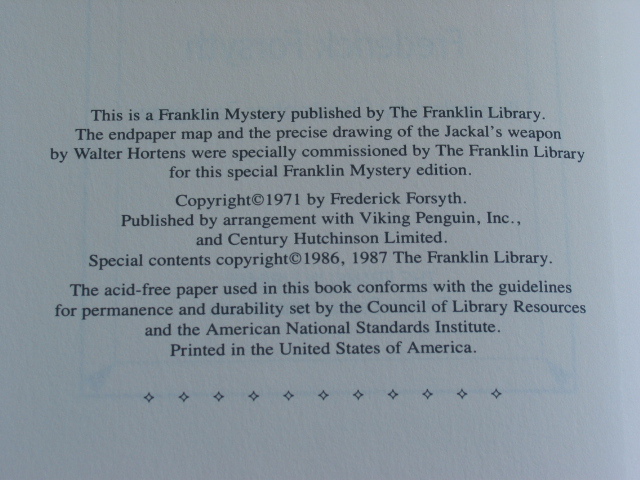 This is a Franklin Mystery published by The Franklin Library.
The endpaper map and the precise drawing of the Jackal's weapon
by Walter Hortens were specially commissioned by The Franklin Library
for this special Franklin Mystery edition.
Copyright©1971 by Frederick Forsyth.
Published by arrangement with Viking Penguin, Inc.,
and Century Hutchinson Limited.
Special contents copyright©1986, 1987 The Franklin Library.
The acid-free paper used in this book conforms with the guidelines
for permanence and durability set by the Council of Library Resources
and the American National Standards Institute.
Printed in the United States of America.